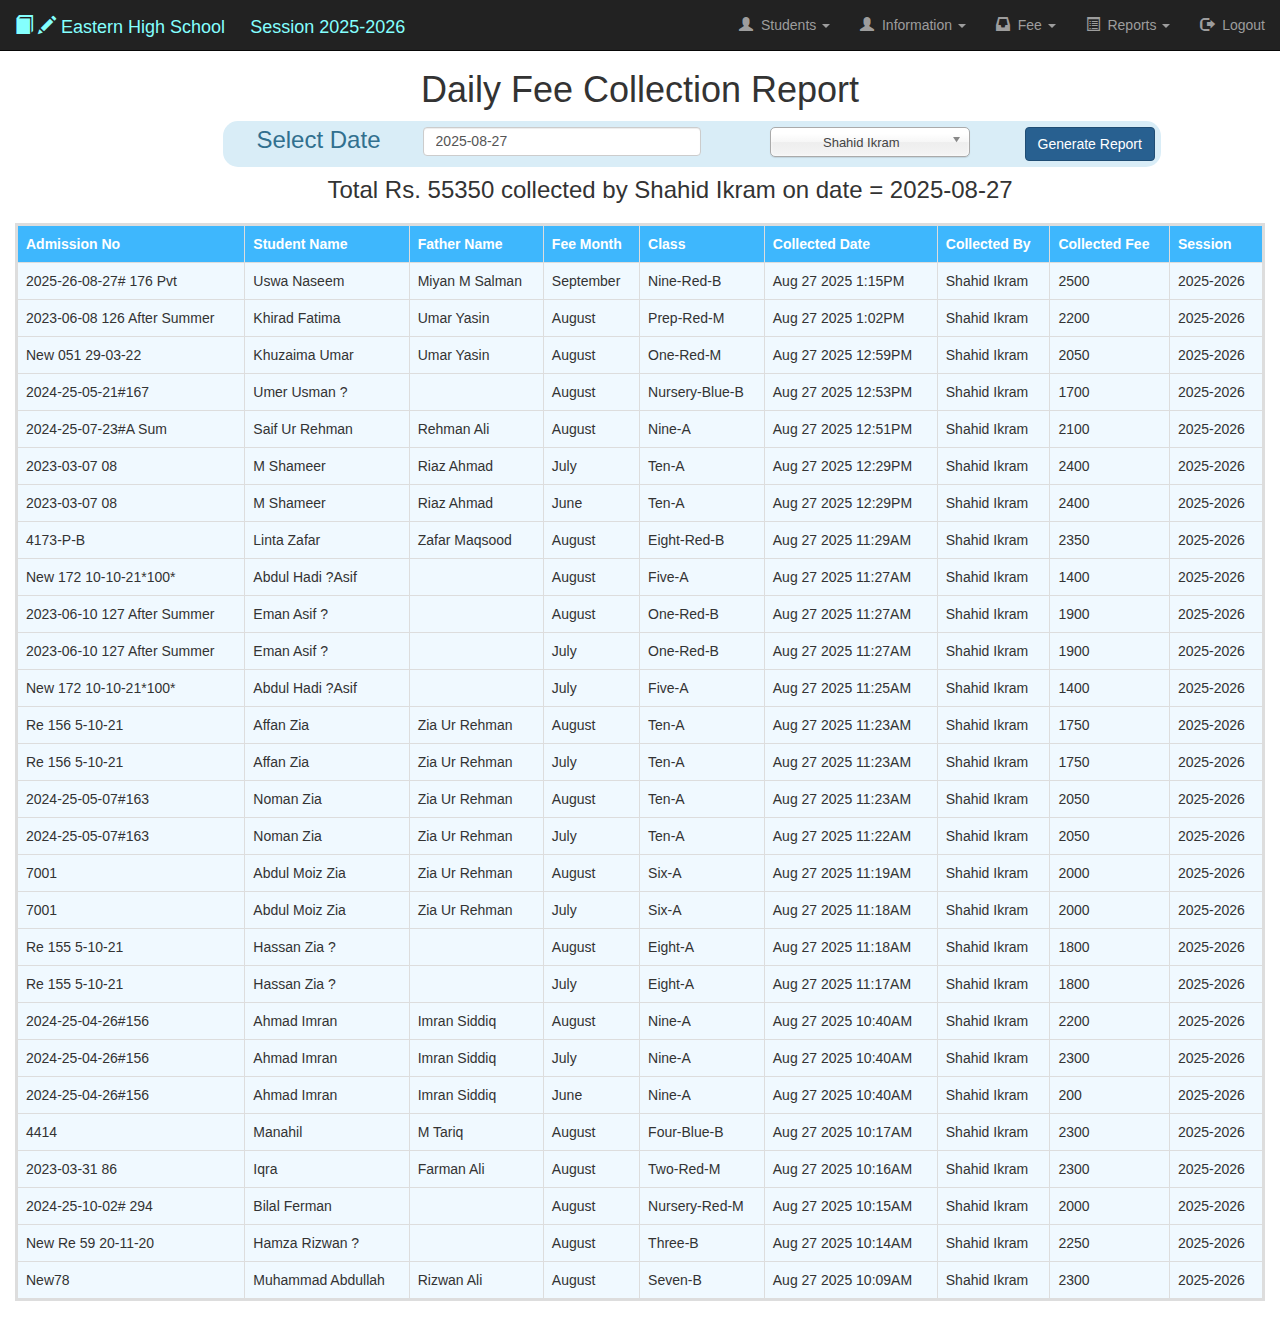 Eastern High School Session 2025-2026 Students Information Fee Reports Logout
Daily Fee Collection Report
Select Date 2025-08-27 Shahid Ikram Generate Report
Total Rs. 55350 collected by Shahid Ikram on date = 2025-08-27
Admission No Student Name Father Name Fee Month Class Collected Date Collected By Collected Fee Session
2025-26-08-27# 176 Pvt Uswa Naseem Miyan M Salman September Nine-Red-B Aug 27 2025 1:15PM Shahid Ikram 2500 2025-2026
2023-06-08 126 After Summer Khirad Fatima Umar Yasin August Prep-Red-M Aug 27 2025 1:02PM Shahid Ikram 2200 2025-2026
New 051 29-03-22 Khuzaima Umar Umar Yasin August One-Red-M Aug 27 2025 12:59PM Shahid Ikram 2050 2025-2026
2024-25-05-21#167 Umer Usman ? August Nursery-Blue-B Aug 27 2025 12:53PM Shahid Ikram 1700 2025-2026
2024-25-07-23#A Sum Saif Ur Rehman Rehman Ali August Nine-A Aug 27 2025 12:51PM Shahid Ikram 2100 2025-2026
2023-03-07 08 M Shameer Riaz Ahmad July Ten-A Aug 27 2025 12:29PM Shahid Ikram 2400 2025-2026
2023-03-07 08 M Shameer Riaz Ahmad June Ten-A Aug 27 2025 12:29PM Shahid Ikram 2400 2025-2026
4173-P-B Linta Zafar Zafar Maqsood August Eight-Red-B Aug 27 2025 11:29AM Shahid Ikram 2350 2025-2026
New 172 10-10-21*100* Abdul Hadi ?Asif August Five-A Aug 27 2025 11:27AM Shahid Ikram 1400 2025-2026
2023-06-10 127 After Summer Eman Asif ? August One-Red-B Aug 27 2025 11:27AM Shahid Ikram 1900 2025-2026
2023-06-10 127 After Summer Eman Asif ? July One-Red-B Aug 27 2025 11:27AM Shahid Ikram 1900 2025-2026
New 172 10-10-21*100* Abdul Hadi ?Asif July Five-A Aug 27 2025 11:25AM Shahid Ikram 1400 2025-2026
Re 156 5-10-21 Affan Zia Zia Ur Rehman August Ten-A Aug 27 2025 11:23AM Shahid Ikram 1750 2025-2026
Re 156 5-10-21 Affan Zia Zia Ur Rehman July Ten-A Aug 27 2025 11:23AM Shahid Ikram 1750 2025-2026
2024-25-05-07#163 Noman Zia Zia Ur Rehman August Ten-A Aug 27 2025 11:23AM Shahid Ikram 2050 2025-2026
2024-25-05-07#163 Noman Zia Zia Ur Rehman July Ten-A Aug 27 2025 11:22AM Shahid Ikram 2050 2025-2026
7001 Abdul Moiz Zia Zia Ur Rehman August Six-A Aug 27 2025 11:19AM Shahid Ikram 2000 2025-2026
7001 Abdul Moiz Zia Zia Ur Rehman July Six-A Aug 27 2025 11:18AM Shahid Ikram 2000 2025-2026
Re 155 5-10-21 Hassan Zia ? August Eight-A Aug 27 2025 11:18AM Shahid Ikram 1800 2025-2026
Re 155 5-10-21 Hassan Zia ? July Eight-A Aug 27 2025 11:17AM Shahid Ikram 1800 2025-2026
2024-25-04-26#156 Ahmad Imran Imran Siddiq August Nine-A Aug 27 2025 10:40AM Shahid Ikram 2200 2025-2026
2024-25-04-26#156 Ahmad Imran Imran Siddiq July Nine-A Aug 27 2025 10:40AM Shahid Ikram 2300 2025-2026
2024-25-04-26#156 Ahmad Imran Imran Siddiq June Nine-A Aug 27 2025 10:40AM Shahid Ikram 200 2025-2026
4414 Manahil M Tariq August Four-Blue-B Aug 27 2025 10:17AM Shahid Ikram 2300 2025-2026
2023-03-31 86 Iqra Farman Ali August Two-Red-M Aug 27 2025 10:16AM Shahid Ikram 2300 2025-2026
2024-25-10-02# 294 Bilal Ferman August Nursery-Red-M Aug 27 2025 10:15AM Shahid Ikram 2000 2025-2026
New Re 59 20-11-20 Hamza Rizwan ? August Three-B Aug 27 2025 10:14AM Shahid Ikram 2250 2025-2026
New78 Muhammad Abdullah Rizwan Ali August Seven-B Aug 27 2025 10:09AM Shahid Ikram 2300 2025-2026